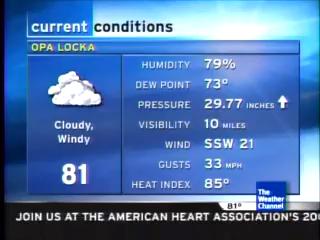 current conditions
OPA LOCKA
HUMIDITY 79%
DEW POINT 73°
PRESSURE 29.77 INCHES
VISIBILITY 10 MILES
WIND SSW 21
GUSTS 33 MPH
HEAT INDEX 85°
Cloudy,
Windy
81
81°
The
Weather
Channel
JOIN US AT THE AMERICAN HEART ASSOCIATION'S 200